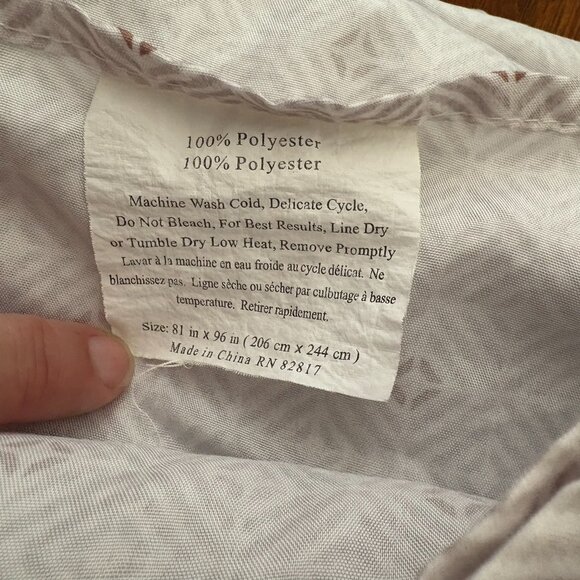 100% Polyester
100% Polyester
Machine Wash Cold, Delicate Cycle,
Do Not Bleach, For Best Results, Line Dry
or Tumble Dry Low Heat, Remove Promptly
Lavar à la machine en eau froide au cycle délicat. Ne
blanchissez pas. Ligne sèche ou sécher par culbutage à basse
temperature. Retirer rapidement.
Size: 81 in x 96 in ( 206 cm x 244 cm )
Made in China RN 82817